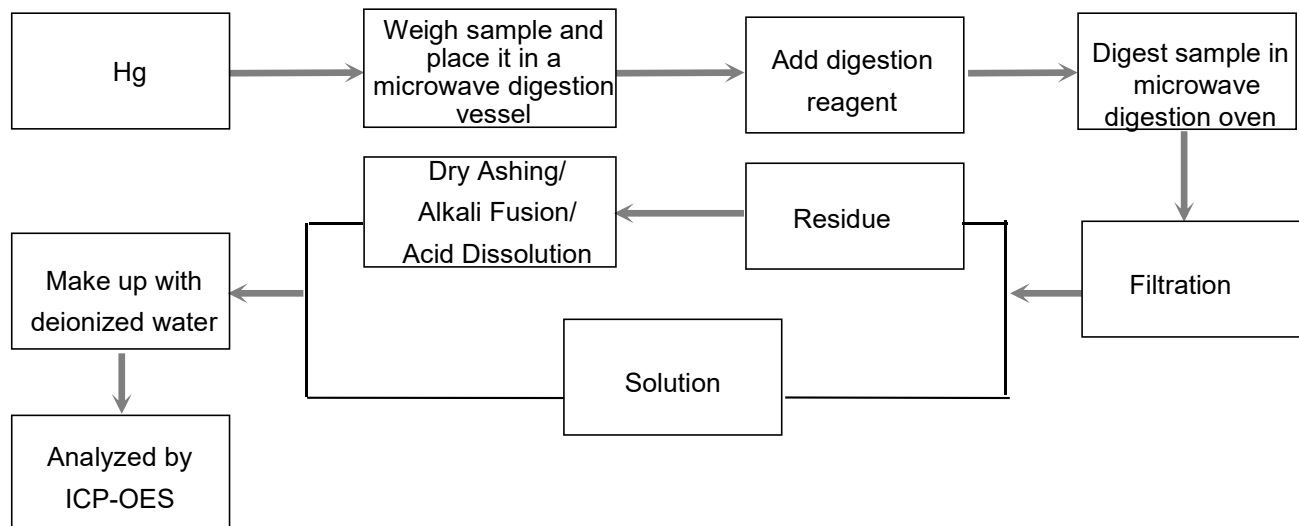 Hg
Weigh sample and
place it in a
microwave digestion
vessel
Add digestion
reagent
Digest sample in
microwave
digestion oven
Filtration
Residue
Dry Ashing/
Alkali Fusion/
Acid Dissolution
Solution
Make up with
deionized water
Analyzed by
ICP-OES